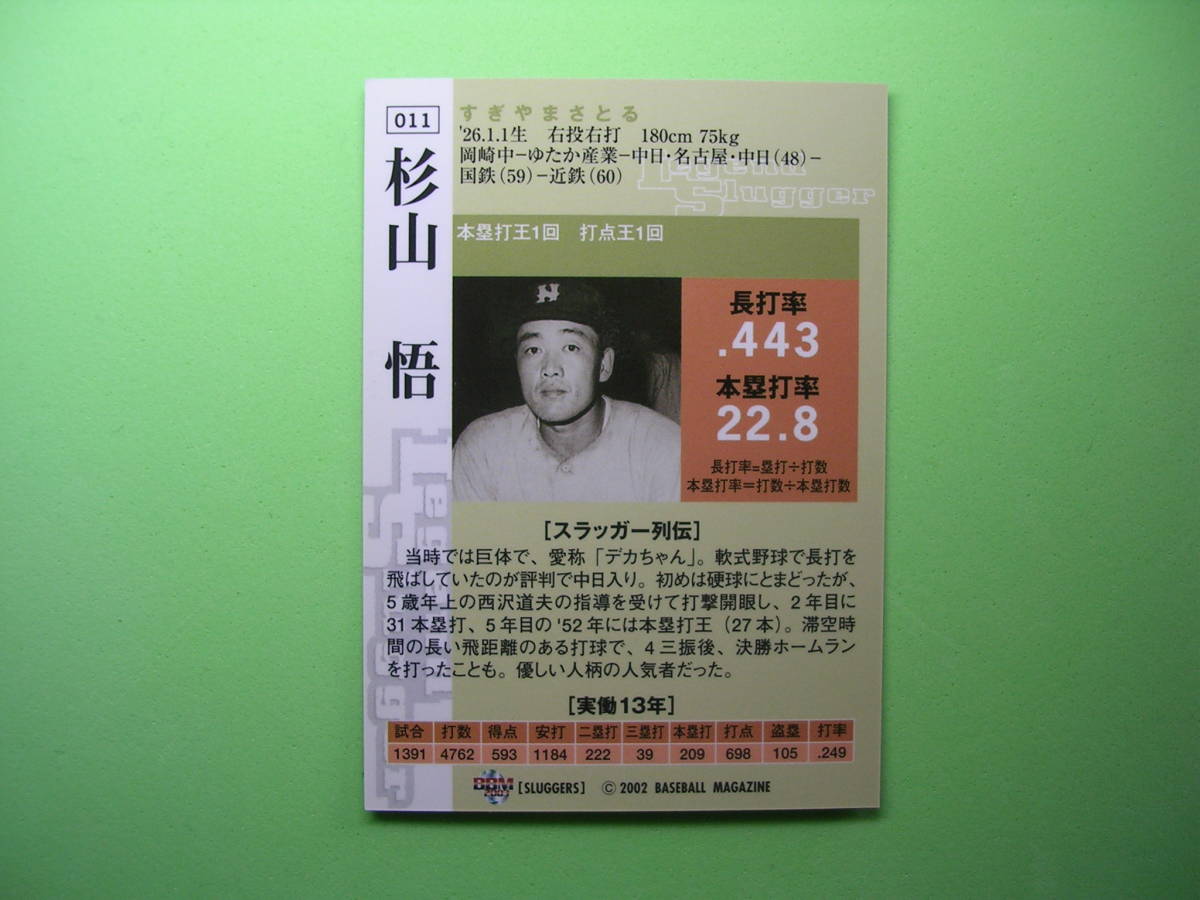 011
杉山 悟
すぎやまさとる
'26.1.1生 右投右打 180cm 75kg
岡崎中−ゆたか産業−中日・名古屋・中日(48)−
国鉄(59)−近鉄(60)
Legend
Slugger
本塁打王1回 打点王1回
H
長打率
.443
本塁打率
22.8
長打率=塁打÷打数
本塁打率=打数÷本塁打数
[スラッガー列伝]
当時では巨体で、愛称「デカちゃん」。軟式野球で長打を
飛ばしていたのが評判で中日入り。初めは硬球にとまどったが、
5歳年上の西沢道夫の指導を受けて打撃開眼し、2年目に
31本塁打、5年目の'52年には本塁打王(27本)。滞空時
間の長い飛距離のある打球で、4三振後、決勝ホームラン
を打ったことも。優しい人柄の人気者だった。
[実働13年]
試合 打数 得点 安打 二塁打 三塁打 本塁打 打点 盗塁 打率
1391 4762 593 1184 222 39 209 698 105 .249
Legend
Slugger
BBM
[SLUGGERS] © 2002 BASEBALL MAGAZINE